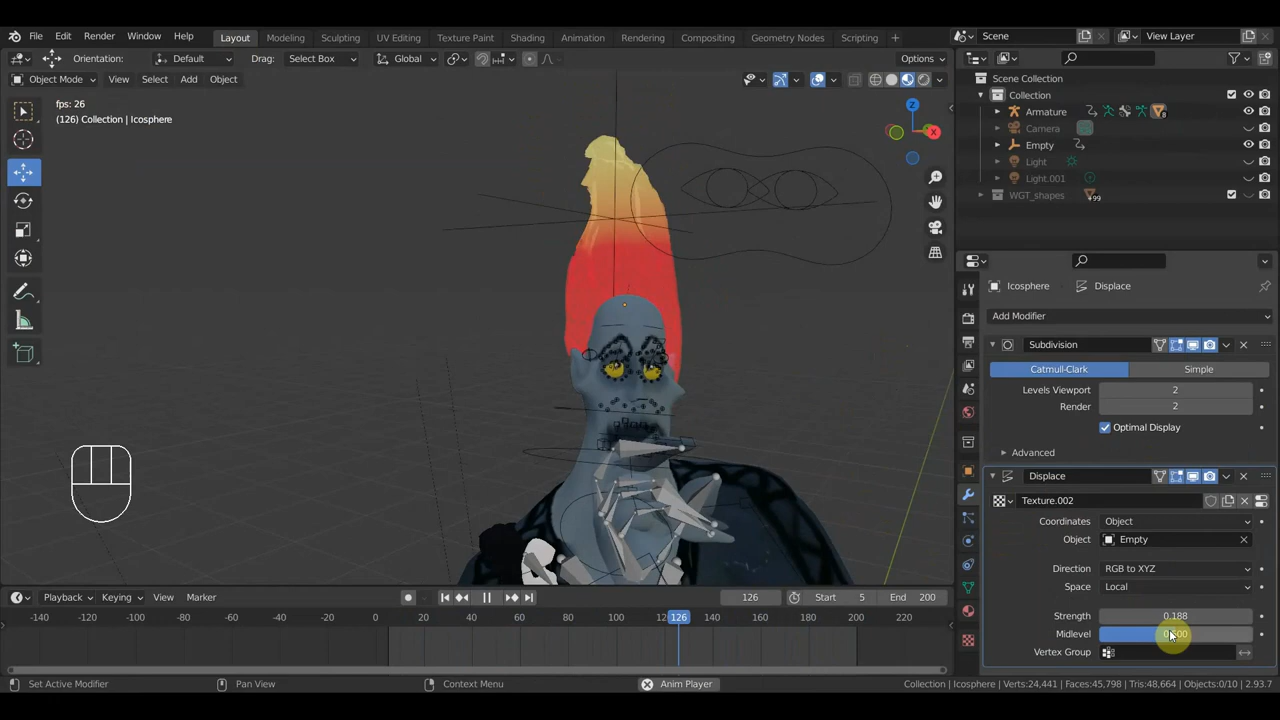 File Edit Render Window Help Layout Modeling Sculpting UV Editing Texture Paint Shading Animation Rendering Compositing Geometry Nodes Scripting + Scene View Layer
Orientation: Default Drag: Select Box Global Options
Object Mode View Select Add Object
fps: 26
(126) Collection | Icosphere
Z
X
Scene Collection
Collection
Armature 8
Camera
Empty
Light
Light.001
WGT_shapes 99
Icosphere Displace
Add Modifier
Subdivision
Catmull-Clark Simple
Levels Viewport 2
Render 2
Optimal Display
Advanced
Displace
Texture.002
Coordinates Object
Object Empty
Direction RGB to XYZ
Space Local
Strength 0.188
Midlevel
Vertex Group
Playback Keying View Marker 126 Start 5 End 200
-140 -120 -100 -80 -60 -40 -20 0 20 40 60 80 100 126 140 160 180 200 220
Set Active Modifier Pan View Context Menu Anim Player Collection | Icosphere | Verts:24,441 | Faces:45,798 | Tris:48,664 | Objects:0/10 | 2.93.7